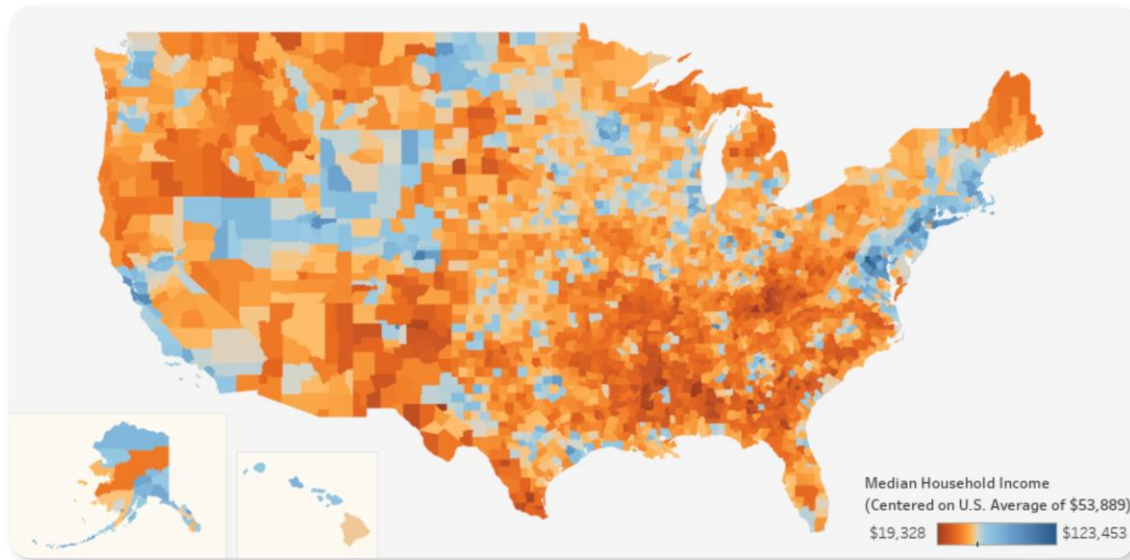 Median Household Income
(Centered on U.S. Average of $53,889)
$19,328 $123,453